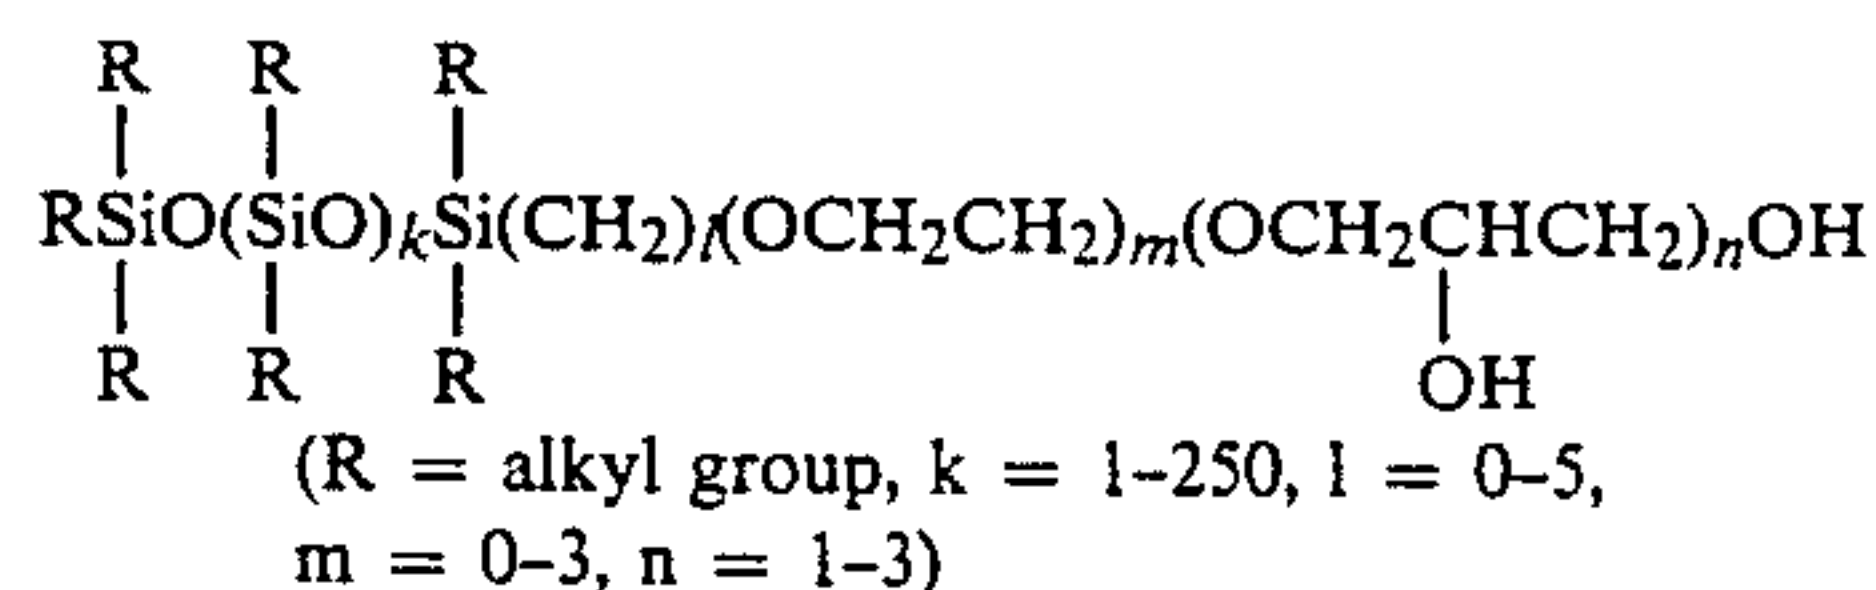 R R R
RSiO(SiO)kSi(CH2)l(OCH2CH2)m(OCH2CHCH2)nOH
R R R OH
(R = alkyl group, k = 1–250, l = 0–5,
m = 0–3, n = 1–3)